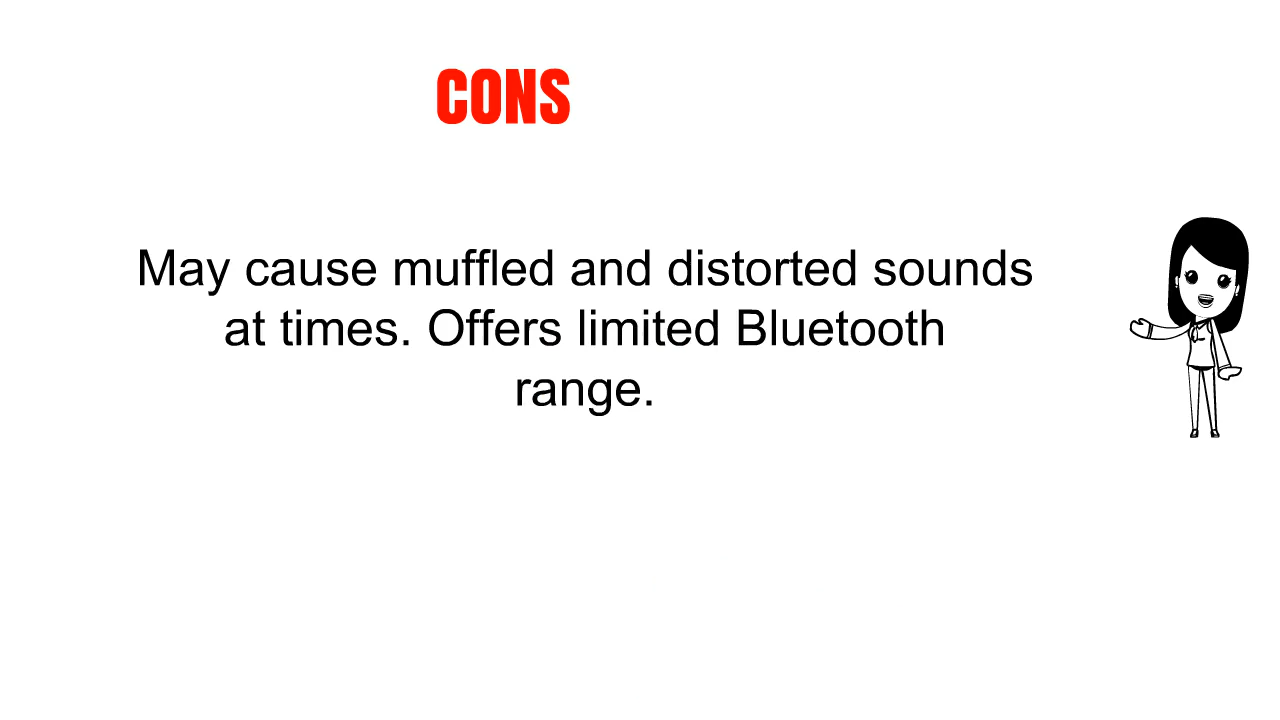 CONS
May cause muffled and distorted sounds
at times. Offers limited Bluetooth
range.